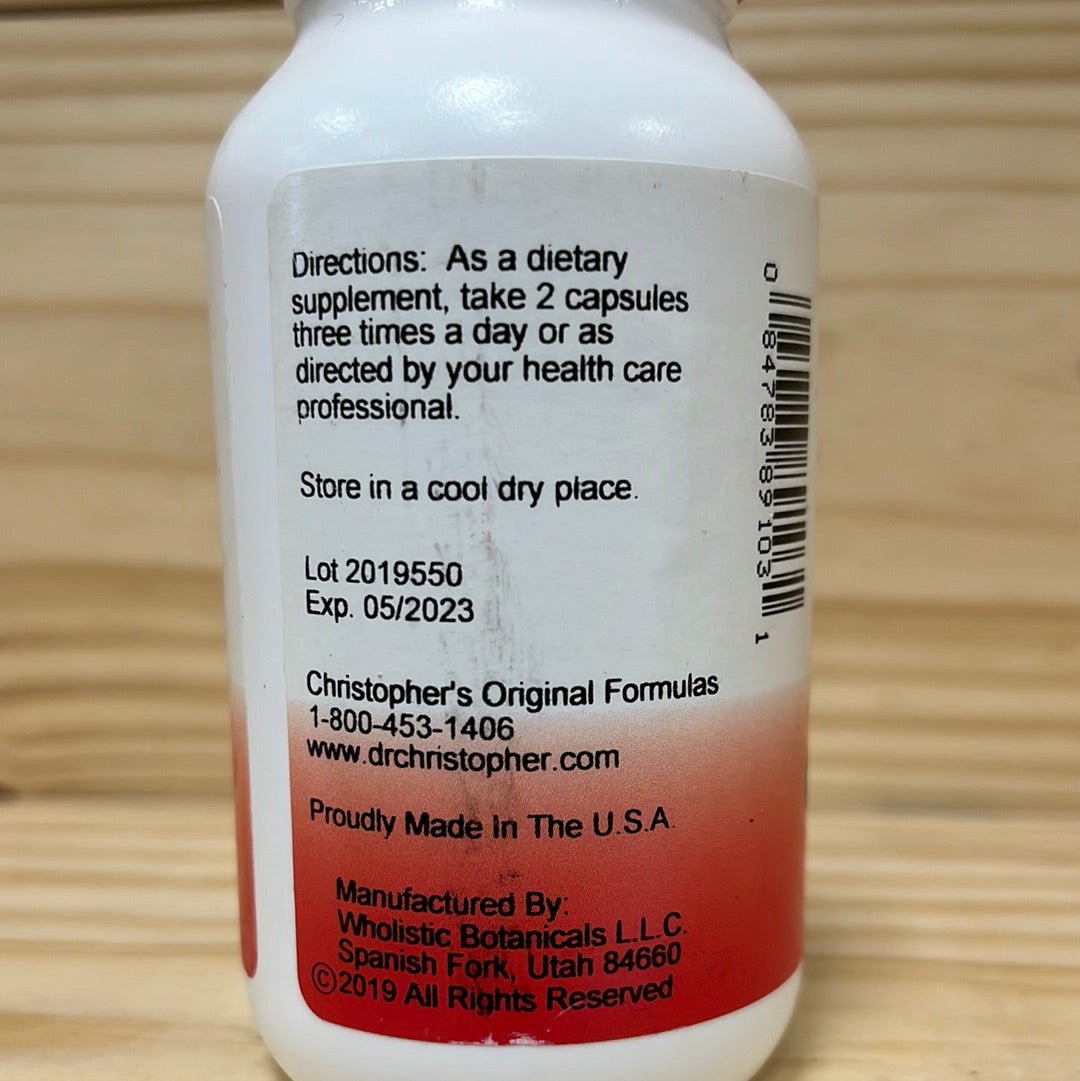 Directions: As a dietary
supplement, take 2 capsules
three times a day or as
directed by your health care
professional.
Store in a cool dry place.
Lot 2019550
Exp. 05/2023
Christopher's Original Formulas
1-800-453-1406
www.drchristopher.com
Proudly Made In The U.S.A.
Manufactured By:
Wholistic Botanicals L.L.C.
Spanish Fork, Utah 84660
©2019 All Rights Reserved
0 84783 89103 1